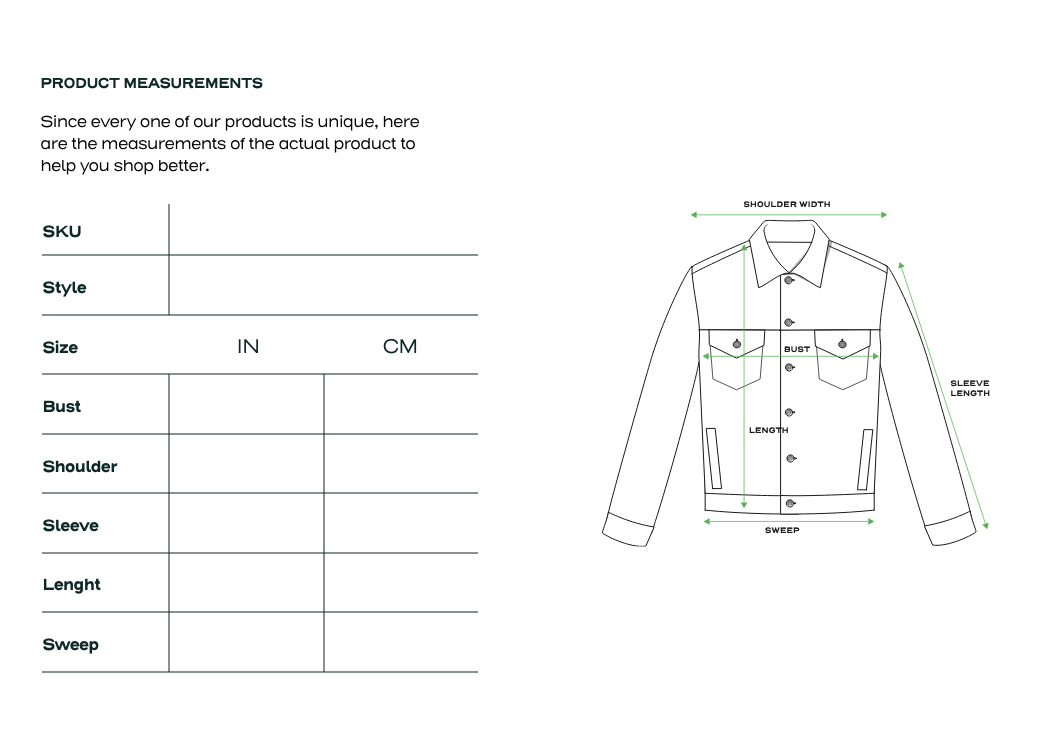 PRODUCT MEASUREMENTS
Since every one of our products is unique, here
are the measurements of the actual product to
help you shop better.
SKU
Style
Size IN CM
Bust
Shoulder
Sleeve
Lenght
Sweep
SHOULDER WIDTH
BUST
SLEEVE
LENGTH
LENGTH
SWEEP